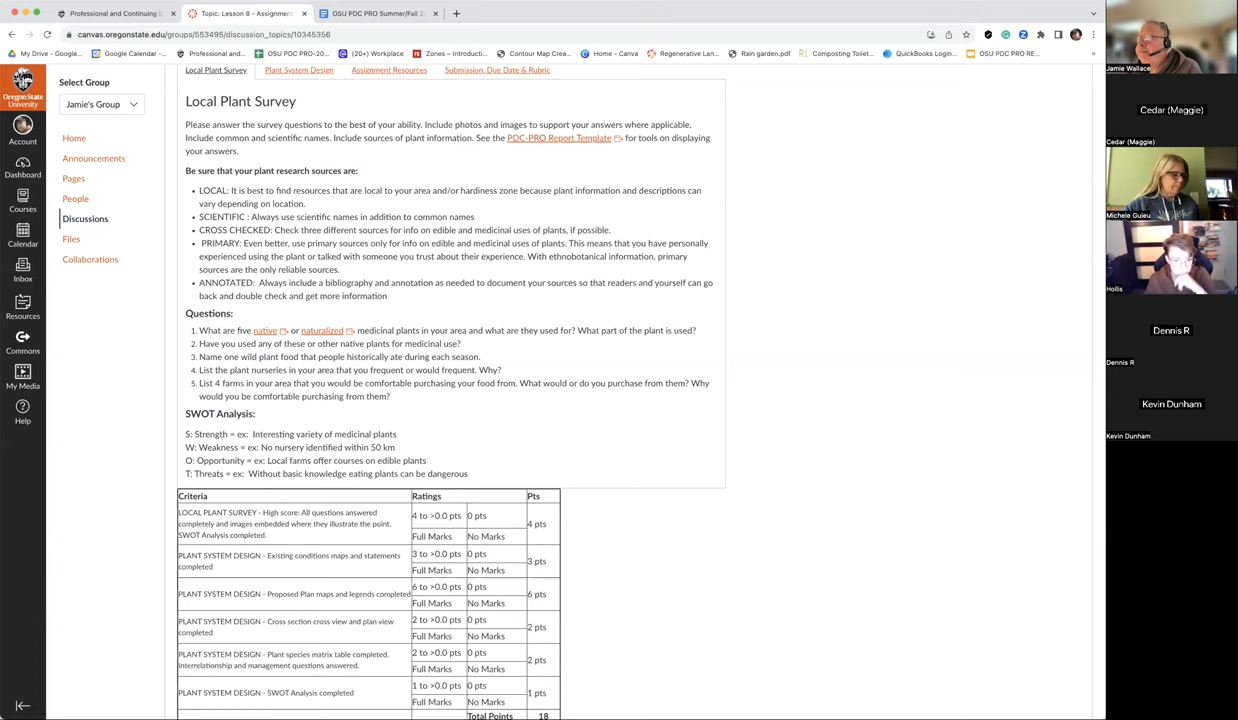 Professional and Continuing E
Topic: Lesson 8 - Assignment
OSU PDC PRO Summer/Fall 2
canvas.oregonstate.edu/groups/553495/discussion_topics/10345356
My Drive - Google...
Google Calendar -...
Professional and...
OSU PDC PRO-20...
(20+) Workplace
Zones – Introducti...
Contour Map Crea...
Home - Canva
Regenerative Lan...
Rain garden.pdf
Composting Toilet...
QuickBooks Login...
OSU PDC PRO RE...
Oregon State
University
Account
Dashboard
Courses
Calendar
Inbox
Resources
Commons
My Media
Help
Select Group
Jamie's Group
Home
Announcements
Pages
People
Discussions
Files
Collaborations
Local Plant Survey
Plant System Design
Assignment Resources
Submission, Due Date & Rubric
Local Plant Survey
Please answer the survey questions to the best of your ability. Include photos and images to support your answers where applicable.
Include common and scientific names. Include sources of plant information. See the PDC-PRO Report Template for tools on displaying
your answers.
Be sure that your plant research sources are:
• LOCAL: It is best to find resources that are local to your area and/or hardiness zone because plant information and descriptions can
vary depending on location.
• SCIENTIFIC : Always use scientific names in addition to common names
• CROSS CHECKED: Check three different sources for info on edible and medicinal uses of plants, if possible.
• PRIMARY: Even better, use primary sources only for info on edible and medicinal uses of plants. This means that you have personally
experienced using the plant or talked with someone you trust about their experience. With ethnobotanical information, primary
sources are the only reliable sources.
• ANNOTATED: Always include a bibliography and annotation as needed to document your sources so that readers and yourself can go
back and double check and get more information
Questions:
1. What are five native or naturalized medicinal plants in your area and what are they used for? What part of the plant is used?
2. Have you used any of these or other native plants for medicinal use?
3. Name one wild plant food that people historically ate during each season.
4. List the plant nurseries in your area that you frequent or would frequent. Why?
5. List 4 farms in your area that you would be comfortable purchasing your food from. What would or do you purchase from them? Why
would you be comfortable purchasing from them?
SWOT Analysis:
S: Strength = ex: Interesting variety of medicinal plants
W: Weakness = ex: No nursery identified within 50 km
O: Opportunity = ex: Local farms offer courses on edible plants
T: Threats = ex: Without basic knowledge eating plants can be dangerous
Criteria Ratings Pts
LOCAL PLANT SURVEY - High score: All questions answered
completely and images embedded where they illustrate the point.
SWOT Analysis completed.
4 to >0.0 pts 0 pts
Full Marks No Marks
4 pts
PLANT SYSTEM DESIGN - Existing conditions maps and statements
completed
3 to >0.0 pts 0 pts
Full Marks No Marks
3 pts
PLANT SYSTEM DESIGN - Proposed Plan maps and legends completed
6 to >0.0 pts 0 pts
Full Marks No Marks
6 pts
PLANT SYSTEM DESIGN - Cross section cross view and plan view
completed
2 to >0.0 pts 0 pts
Full Marks No Marks
2 pts
PLANT SYSTEM DESIGN - Plant species matrix table completed.
Interrelationship and management questions answered.
2 to >0.0 pts 0 pts
Full Marks No Marks
2 pts
PLANT SYSTEM DESIGN - SWOT Analysis completed
1 to >0.0 pts 0 pts
Full Marks No Marks
1 pts
Total Points 18
Jamie Wallace
Cedar (Maggie)
Cedar (Maggie)
Michele Guieu
Hollis
Dennis R
Dennis R
Kevin Dunham
Kevin Dunham